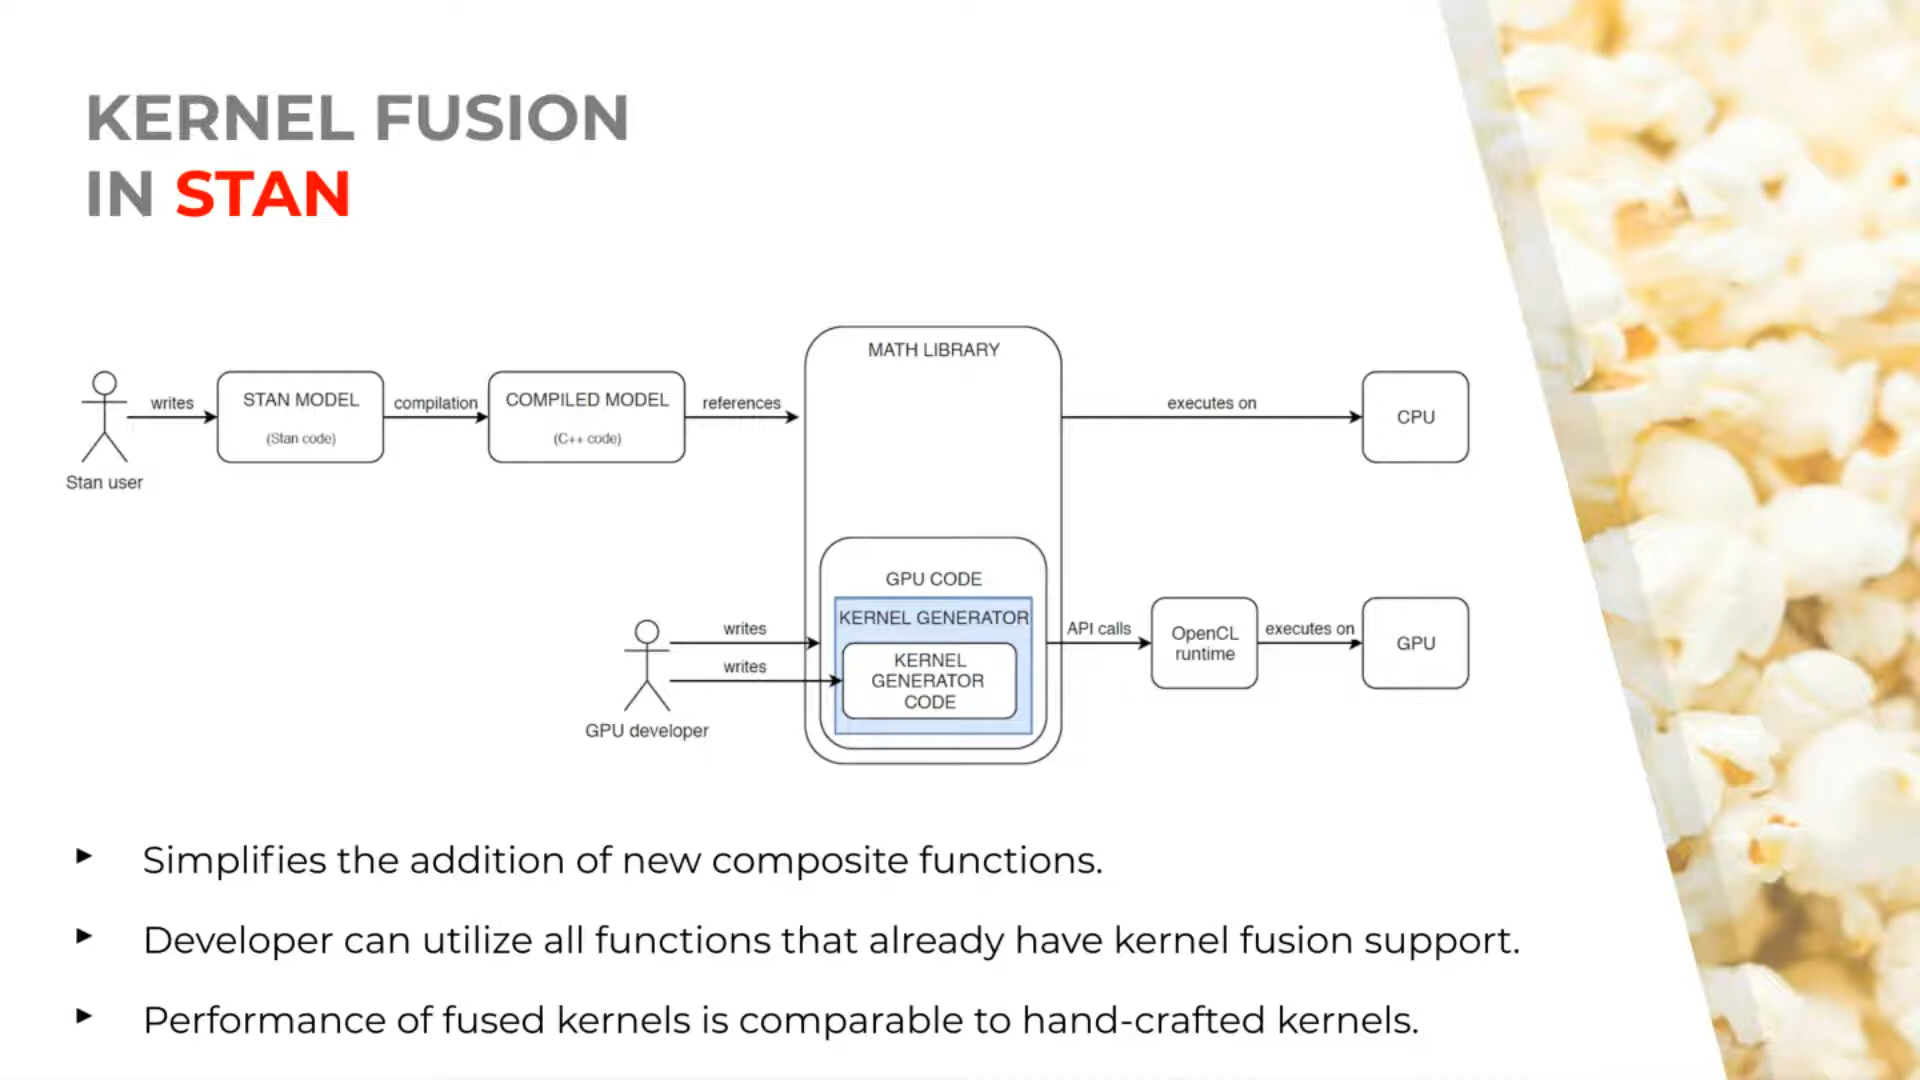 KERNEL FUSION
IN STAN
MATH LIBRARY
writes
STAN MODEL
(Stan code)
compilation
COMPILED MODEL
(C++ code)
references
executes on
CPU
Stan user
GPU CODE
KERNEL GENERATOR
KERNEL
GENERATOR
CODE
writes
writes
GPU developer
API calls
OpenCL
runtime
executes on
GPU
Simplifies the addition of new composite functions.
Developer can utilize all functions that already have kernel fusion support.
Performance of fused kernels is comparable to hand-crafted kernels.